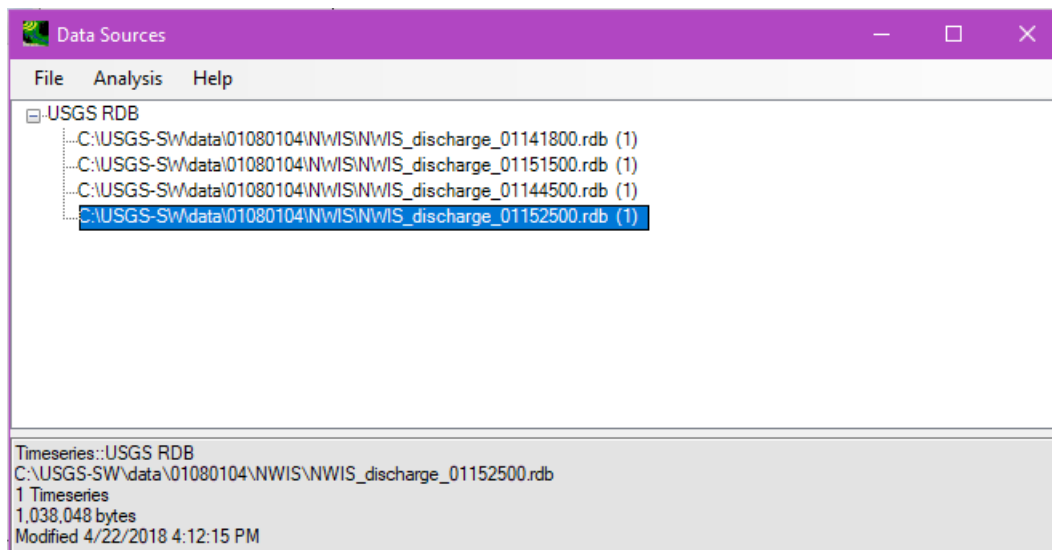 Data Sources
File Analysis Help
USGS RDB
C:\USGS-SW\data\01080104\NWIS\NWIS_discharge_01141800.rdb (1)
C:\USGS-SW\data\01080104\NWIS\NWIS_discharge_01151500.rdb (1)
C:\USGS-SW\data\01080104\NWIS\NWIS_discharge_01144500.rdb (1)
C:\USGS-SW\data\01080104\NWIS\NWIS_discharge_01152500.rdb (1)
Timeseries::USGS RDB
C:\USGS-SW\data\01080104\NWIS\NWIS_discharge_01152500.rdb
1 Timeseries
1,038,048 bytes
Modified 4/22/2018 4:12:15 PM